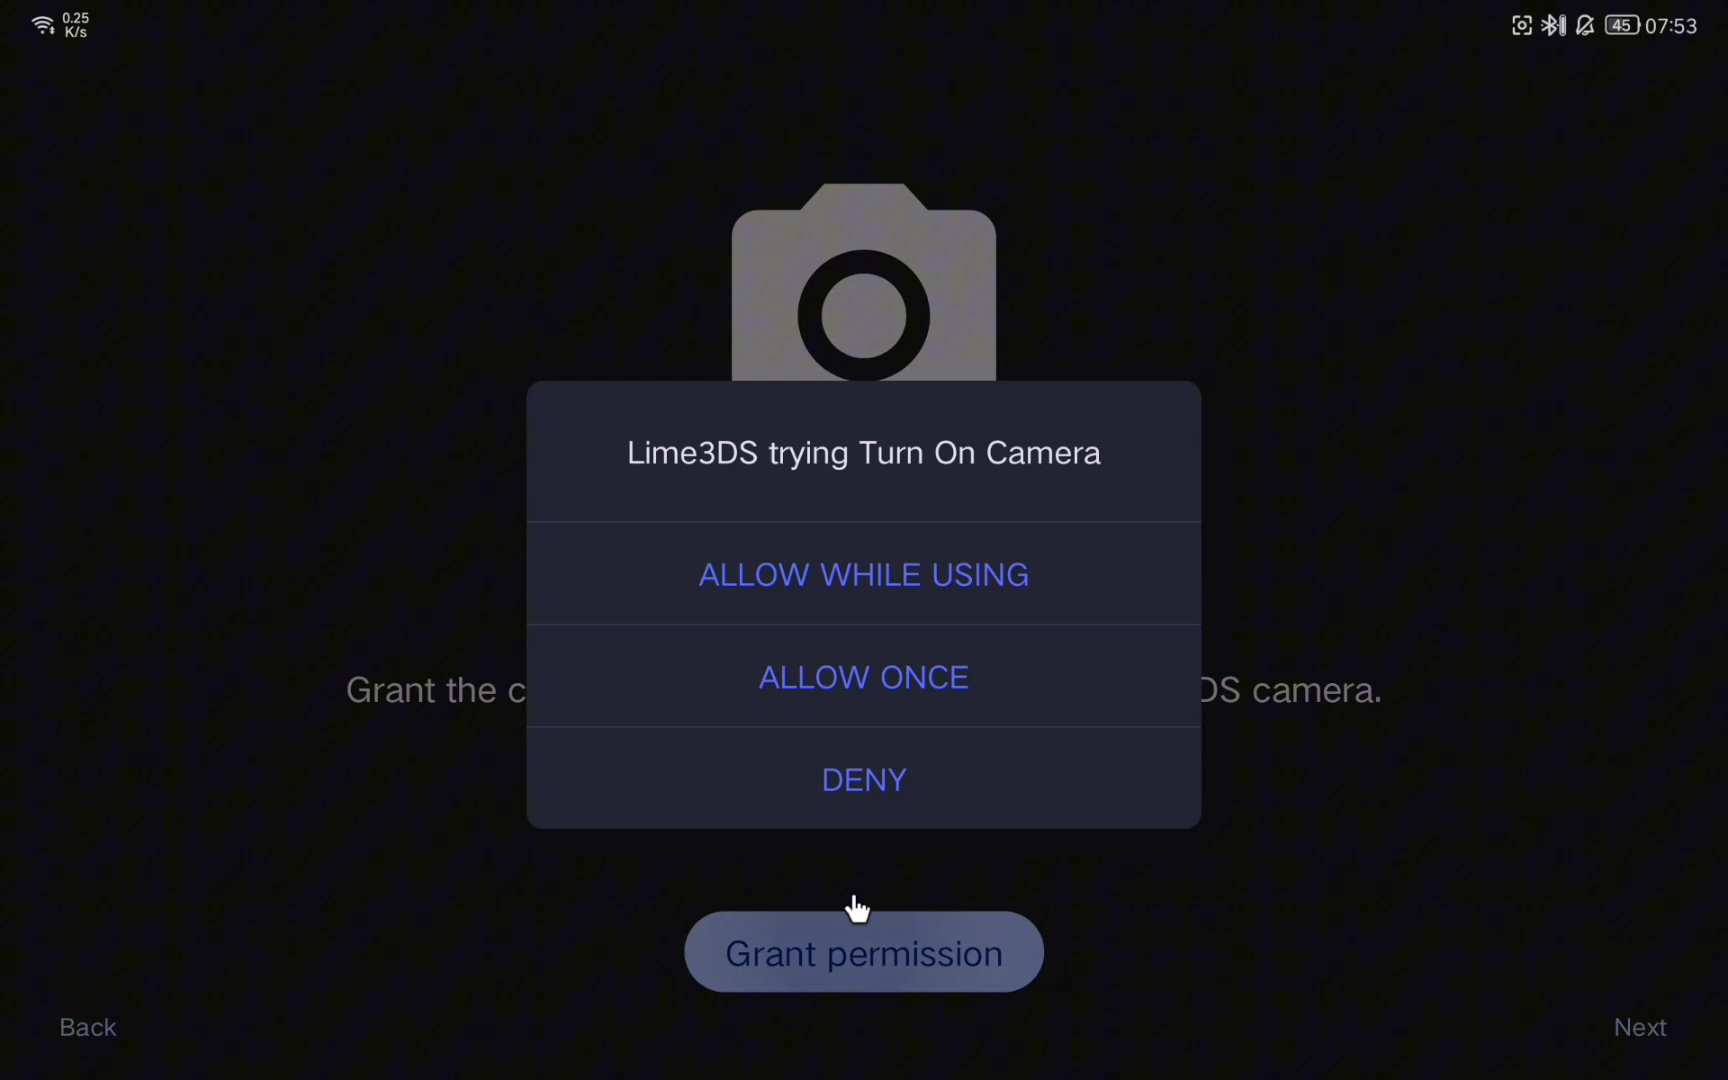 0.25
K/s
45 07:53
Lime3DS trying Turn On Camera
ALLOW WHILE USING
ALLOW ONCE
Grant the c
DS camera.
DENY
Grant permission
Back
Next